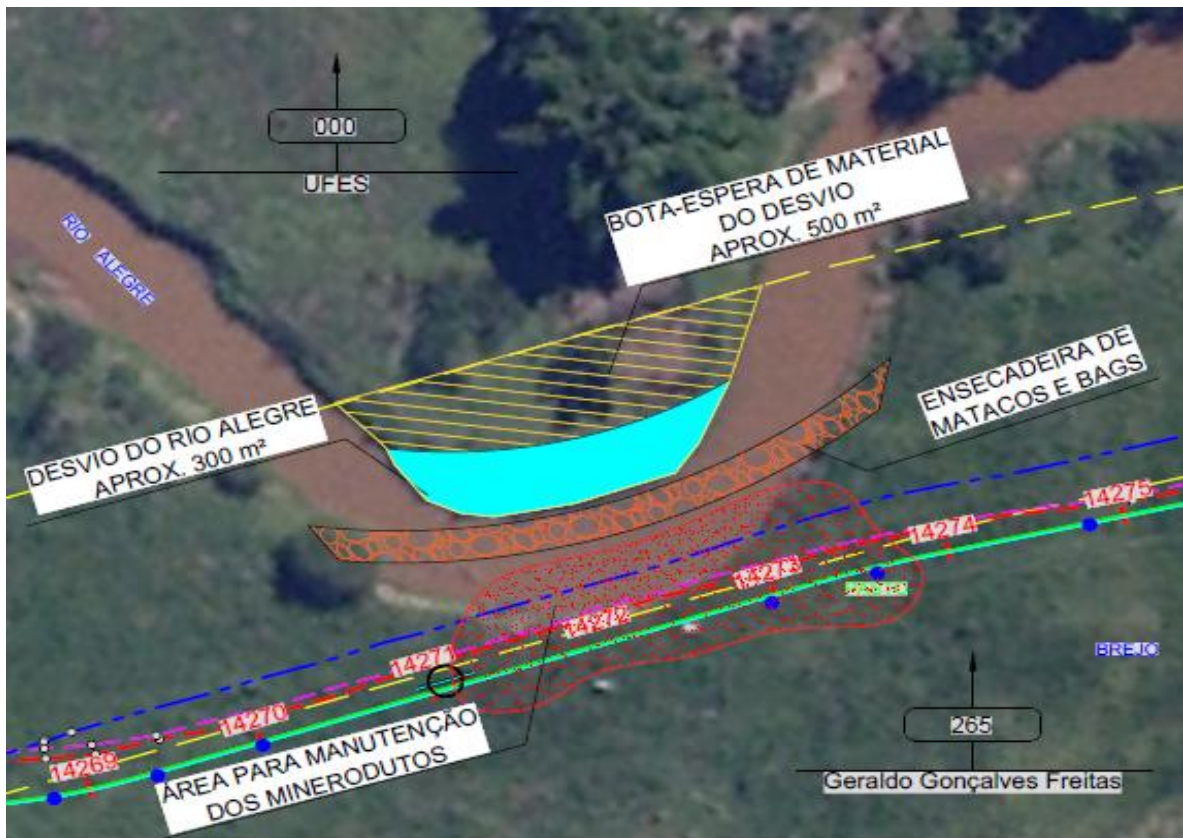 000
UFES
BOTA-ESPERA DE MATERIAL
DO DESVIO
APROX. 500 m²
RIO ALEGRE
ENSECADEIRA DE
MATACOS E BAGS
DESVIO DO RIO ALEGRE
APROX. 300 m²
14275
14274
14273
14272
14271
14270
14269
BREJO
265
Geraldo Gonçalves Freitas
ÁREA PARA MANUTENÇÃO
DOS MINERODUTOS